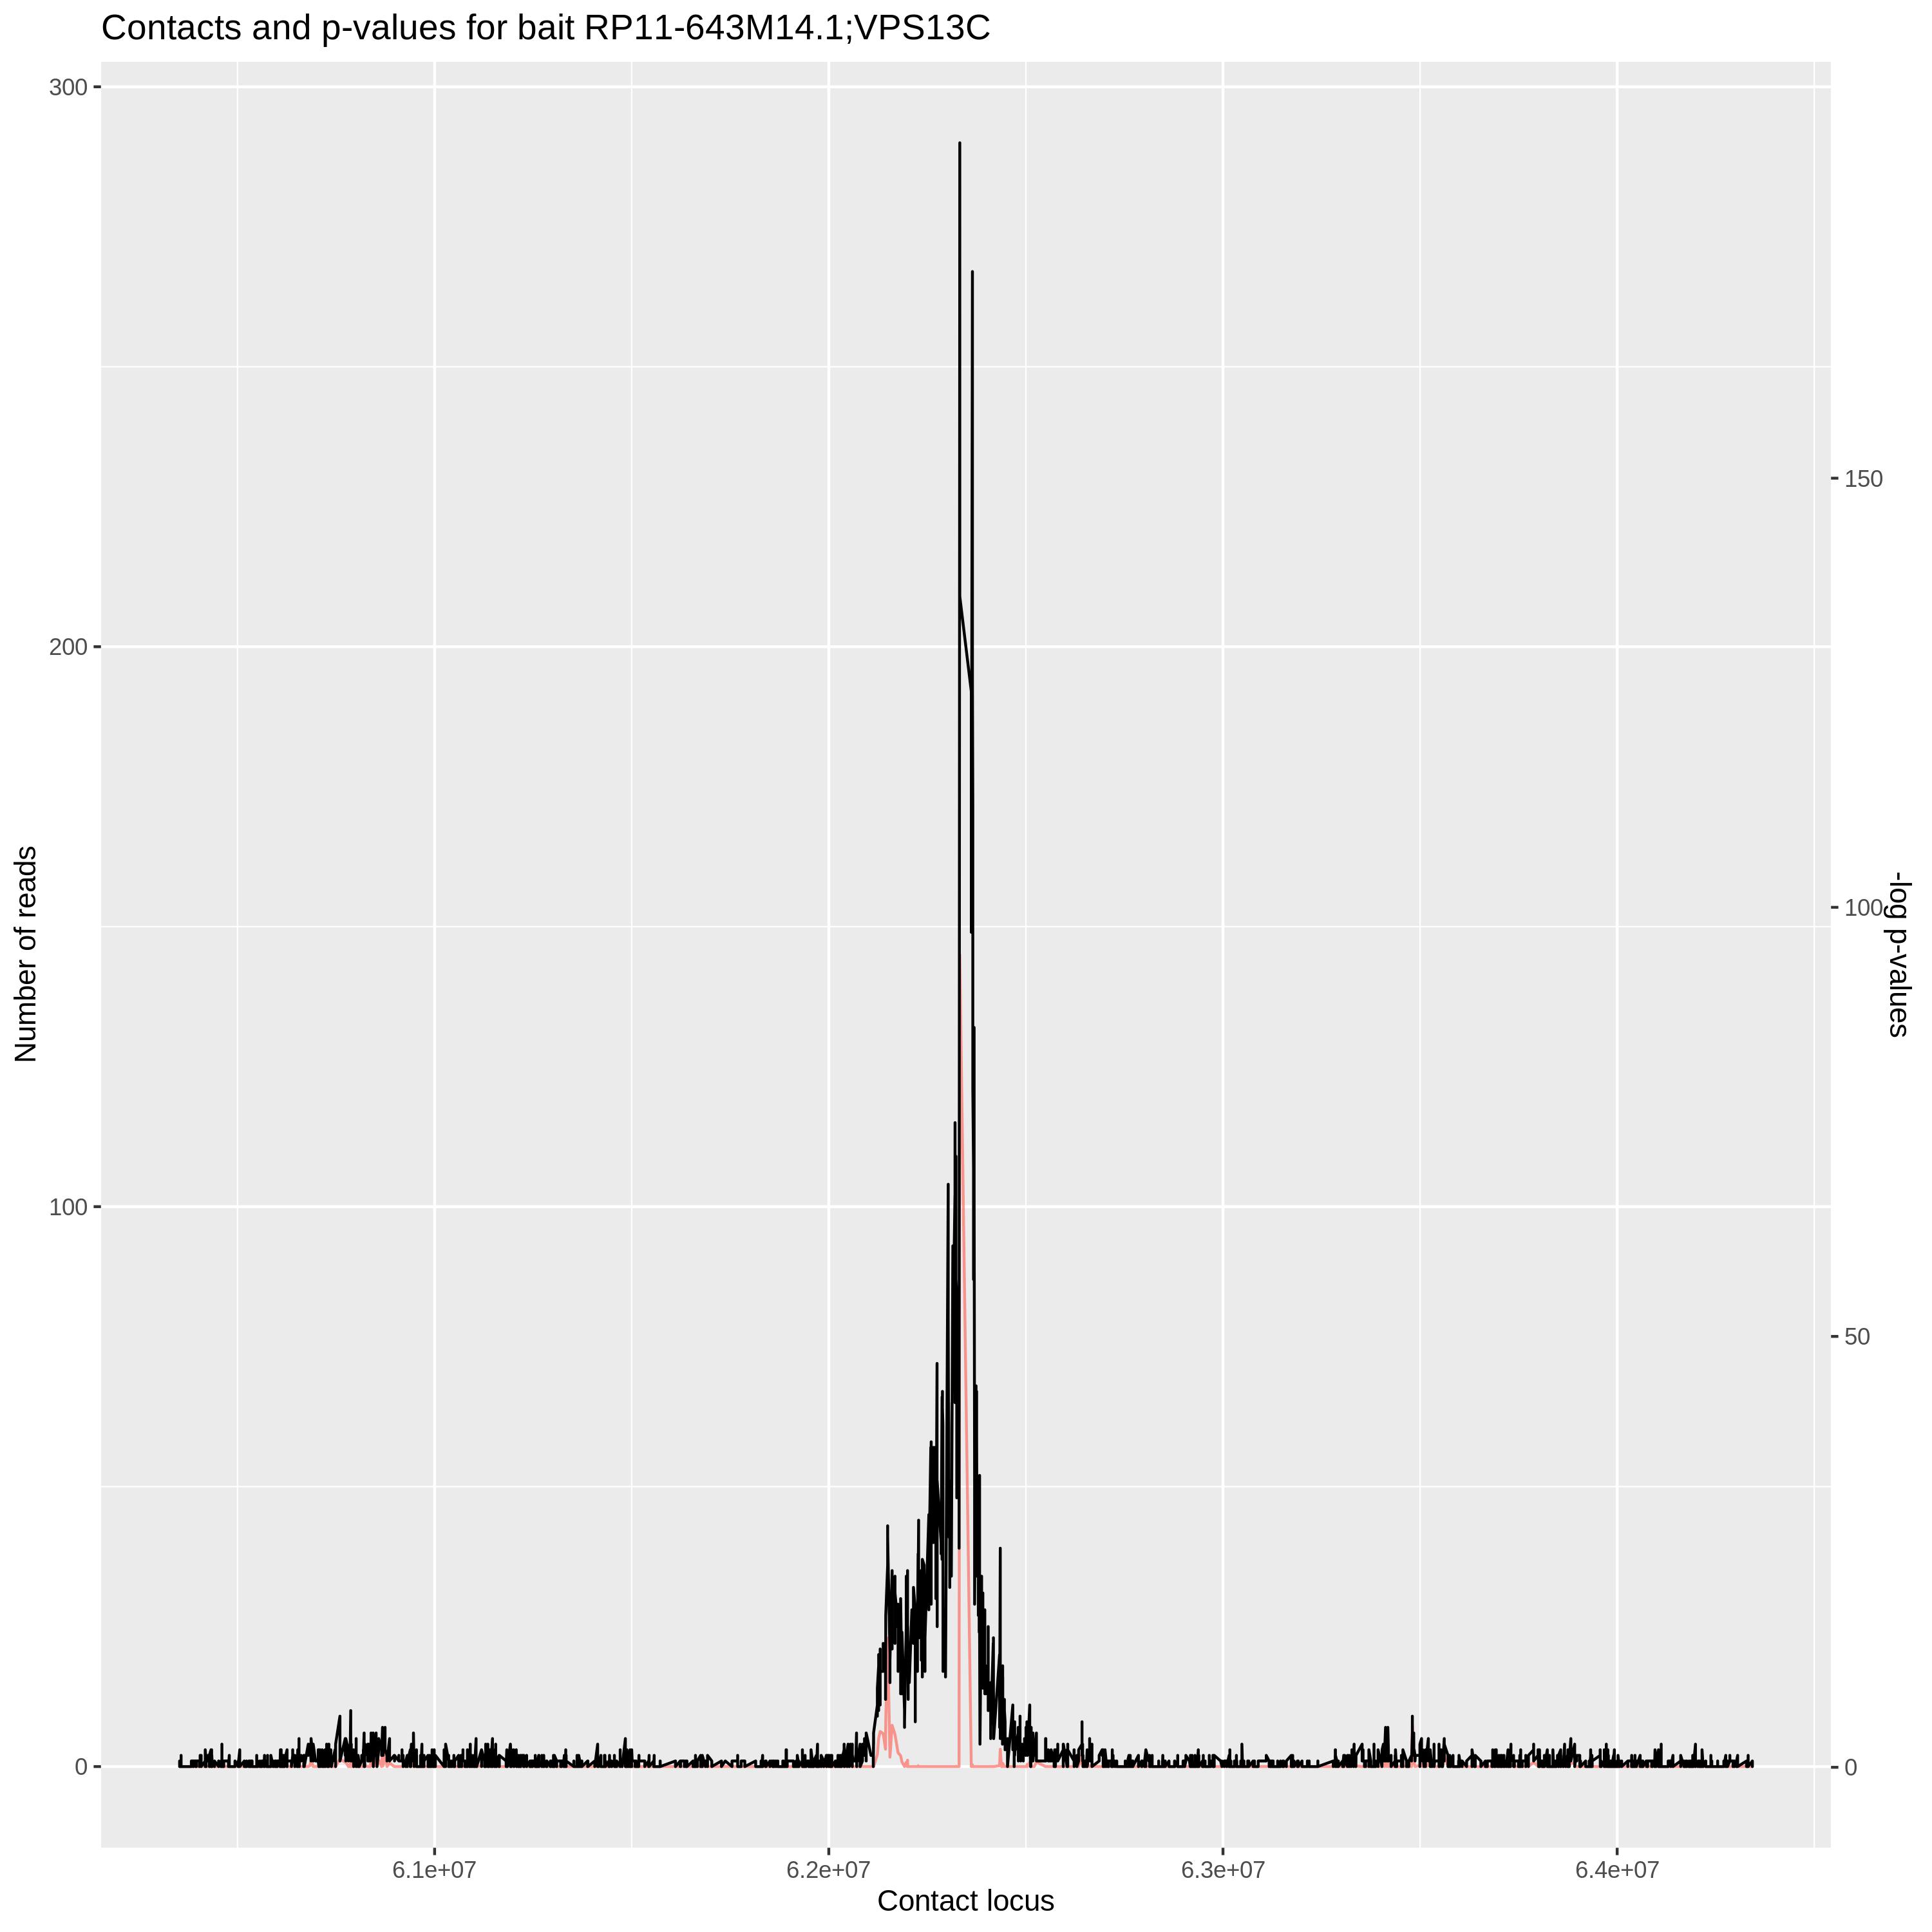 Contacts and p-values for bait RP11-643M14.1;VPS13C
300
200
100
0
Number of reads
150
100
50
0
-log p-values
6.1e+07
6.2e+07
6.3e+07
6.4e+07
Contact locus